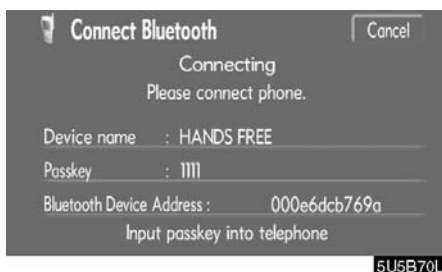 Connect Bluetooth Cancel
Connecting
Please connect phone.
Device name : HANDS FREE
Passkey : 1111
Bluetooth Device Address : 000e6dcb769a
Input passkey into telephone
5U5B70L